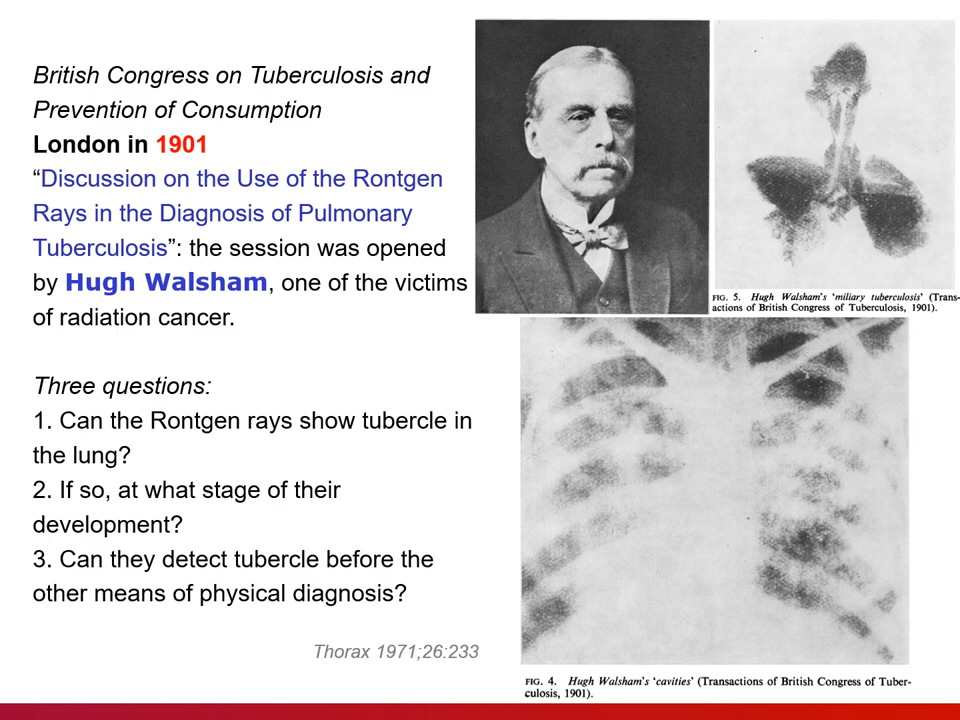 British Congress on Tuberculosis and
Prevention of Consumption
London in 1901
“Discussion on the Use of the Rontgen
Rays in the Diagnosis of Pulmonary
Tuberculosis”: the session was opened
by Hugh Walsham, one of the victims
of radiation cancer.
Three questions:
1. Can the Rontgen rays show tubercle in
the lung?
2. If so, at what stage of their
development?
3. Can they detect tubercle before the
other means of physical diagnosis?
Thorax 1971;26:233
FIG. 5. Hugh Walsham's 'miliary tuberculosis' (Trans-
actions of British Congress of Tuberculosis, 1901).
FIG. 4. Hugh Walsham's 'cavities' (Transactions of British Congress of Tuber-
culosis, 1901).